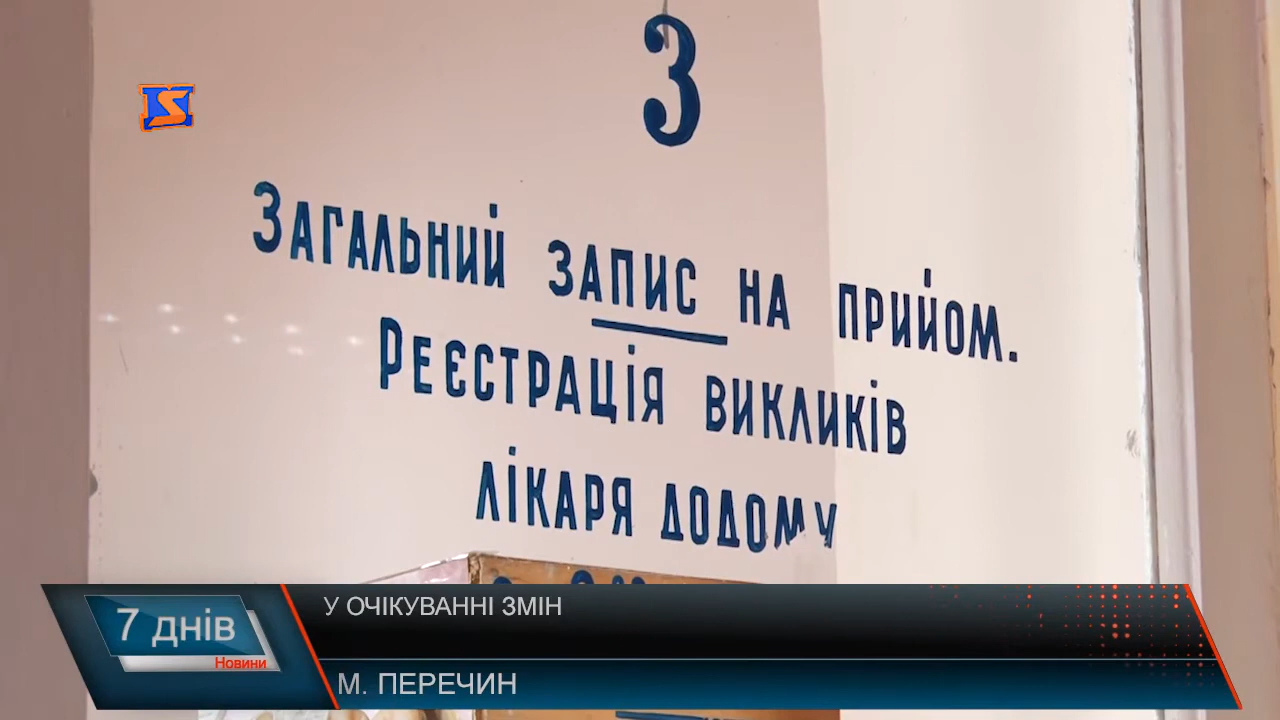 3
Загальний запис на прийом.
Реєстрація викликів
лікаря додому
7 днів
Новини
У ОЧІКУВАННІ ЗМІН
М. ПЕРЕЧИН